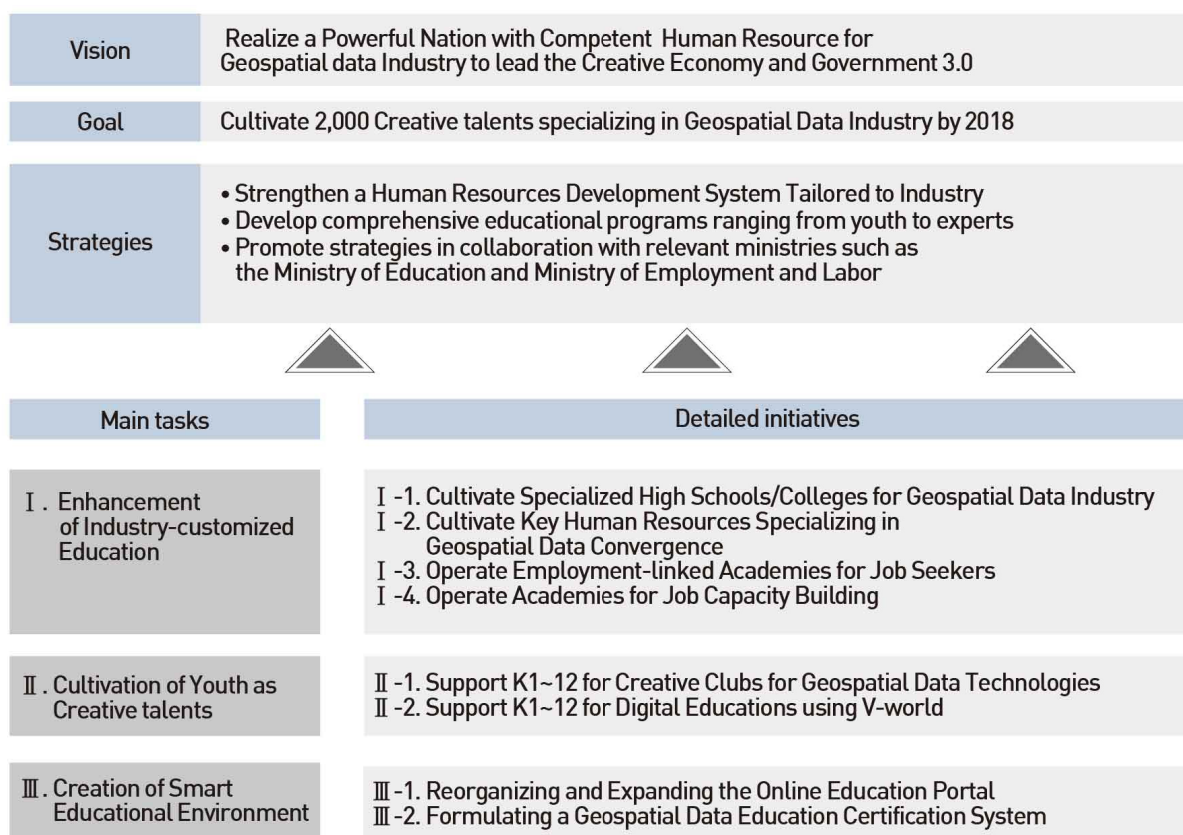 Vision
Realize a Powerful Nation with Competent Human Resource for
Geospatial data Industry to lead the Creative Economy and Government 3.0
Goal
Cultivate 2,000 Creative talents specializing in Geospatial Data Industry by 2018
Strategies
• Strengthen a Human Resources Development System Tailored to Industry
• Develop comprehensive educational programs ranging from youth to experts
• Promote strategies in collaboration with relevant ministries such as
the Ministry of Education and Ministry of Employment and Labor
Main tasks
Detailed initiatives
Ⅰ. Enhancement
of Industry-customized
Education
Ⅰ-1. Cultivate Specialized High Schools/Colleges for Geospatial Data Industry
Ⅰ-2. Cultivate Key Human Resources Specializing in
Geospatial Data Convergence
Ⅰ-3. Operate Employment-linked Academies for Job Seekers
Ⅰ-4. Operate Academies for Job Capacity Building
Ⅱ. Cultivation of Youth as
Creative talents
Ⅱ-1. Support K1~12 for Creative Clubs for Geospatial Data Technologies
Ⅱ-2. Support K1~12 for Digital Educations using V-world
Ⅲ. Creation of Smart
Educational Environment
Ⅲ-1. Reorganizing and Expanding the Online Education Portal
Ⅲ-2. Formulating a Geospatial Data Education Certification System